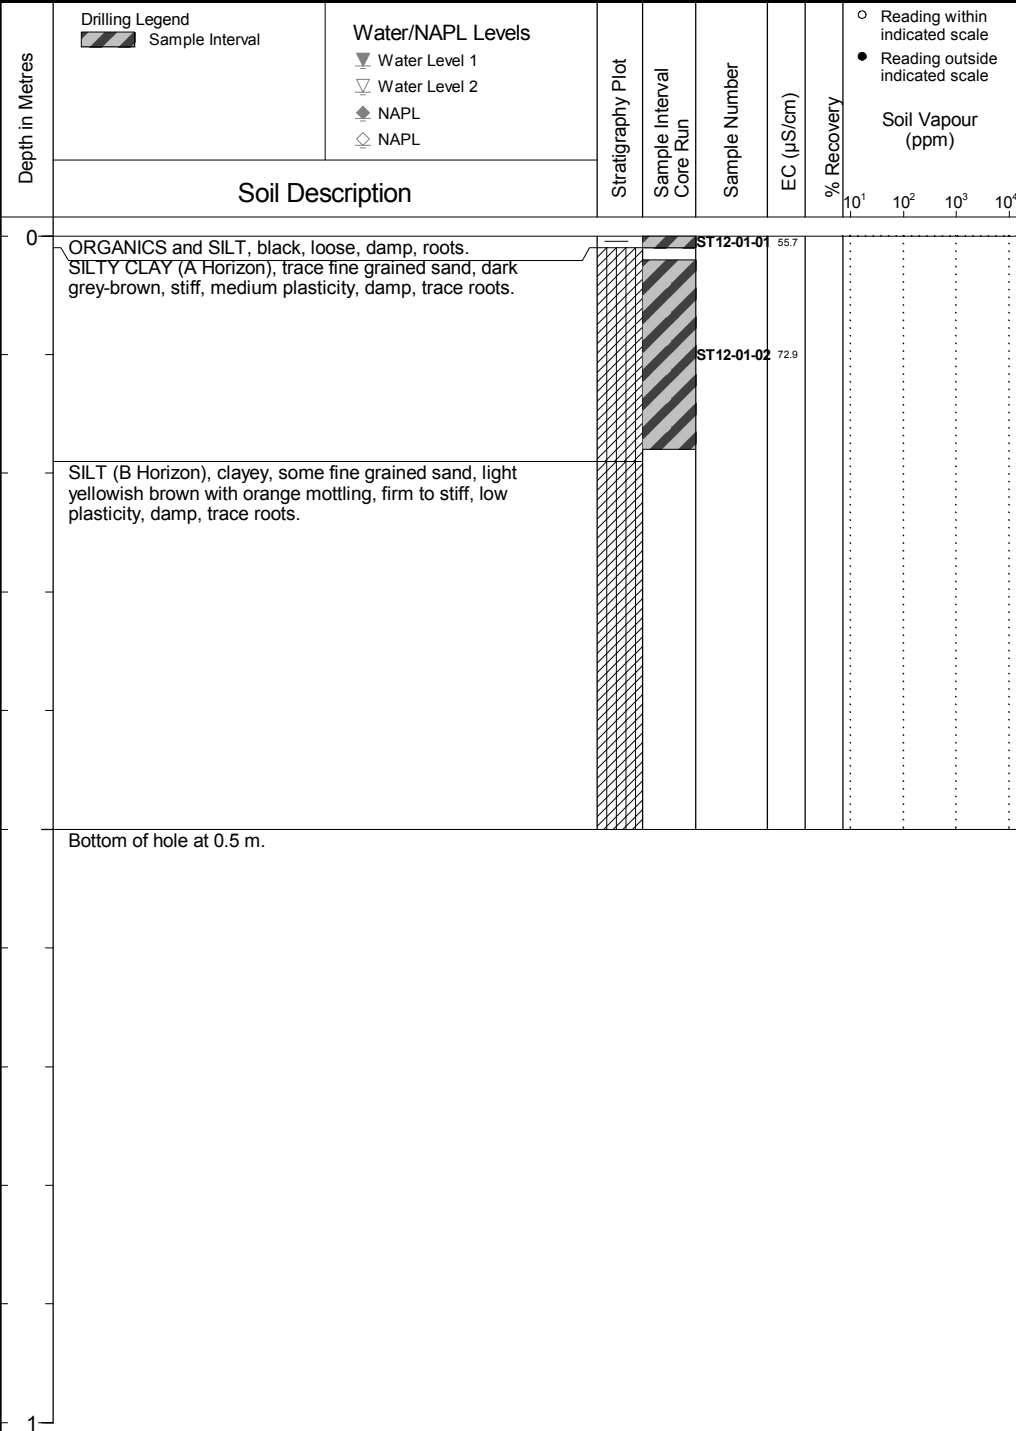 Depth in Metres
Drilling Legend
Sample Interval
Water/NAPL Levels
Water Level 1
Water Level 2
NAPL
NAPL
Soil Description
Stratigraphy Plot
Sample Interval
Core Run
Sample Number
EC (µS/cm)
% Recovery
Reading within
indicated scale
Reading outside
indicated scale
Soil Vapour
(ppm)
10¹ 10² 10³ 10⁴
0
ORGANICS and SILT, black, loose, damp, roots.
ST12-01-01 55.7
SILTY CLAY (A Horizon), trace fine grained sand, dark
grey-brown, stiff, medium plasticity, damp, trace roots.
ST12-01-02 72.9
SILT (B Horizon), clayey, some fine grained sand, light
yellowish brown with orange mottling, firm to stiff, low
plasticity, damp, trace roots.
Bottom of hole at 0.5 m.
1